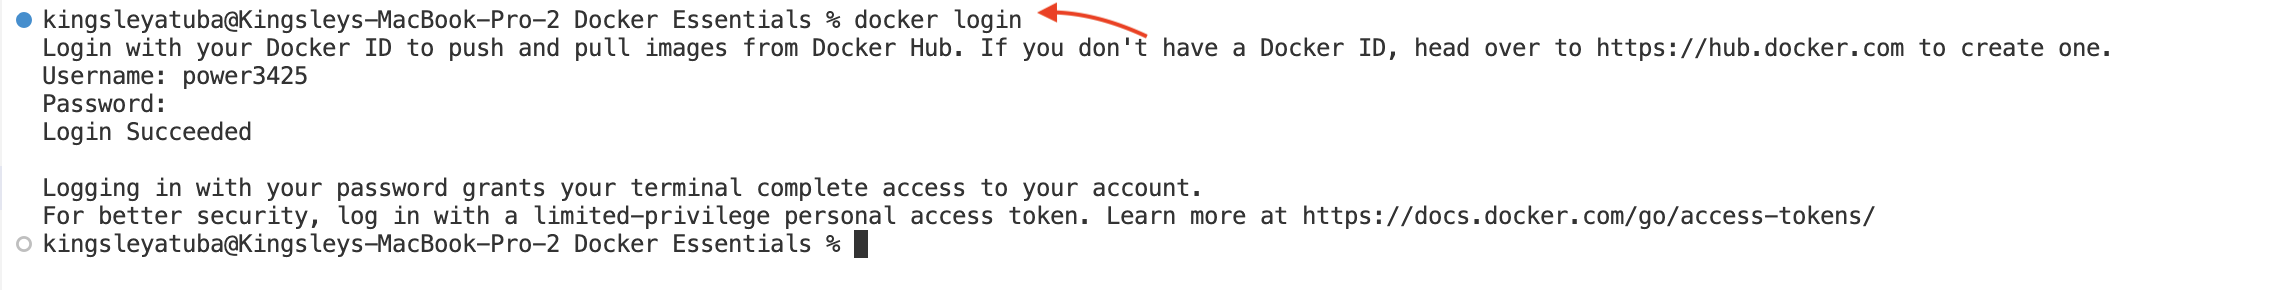 kingsleyatuba@Kingsleys-MacBook-Pro-2 Docker Essentials % docker login
Login with your Docker ID to push and pull images from Docker Hub. If you don't have a Docker ID, head over to https://hub.docker.com to create one.
Username: power3425
Password:
Login Succeeded

Logging in with your password grants your terminal complete access to your account.
For better security, log in with a limited-privilege personal access token. Learn more at https://docs.docker.com/go/access-tokens/
kingsleyatuba@Kingsleys-MacBook-Pro-2 Docker Essentials %